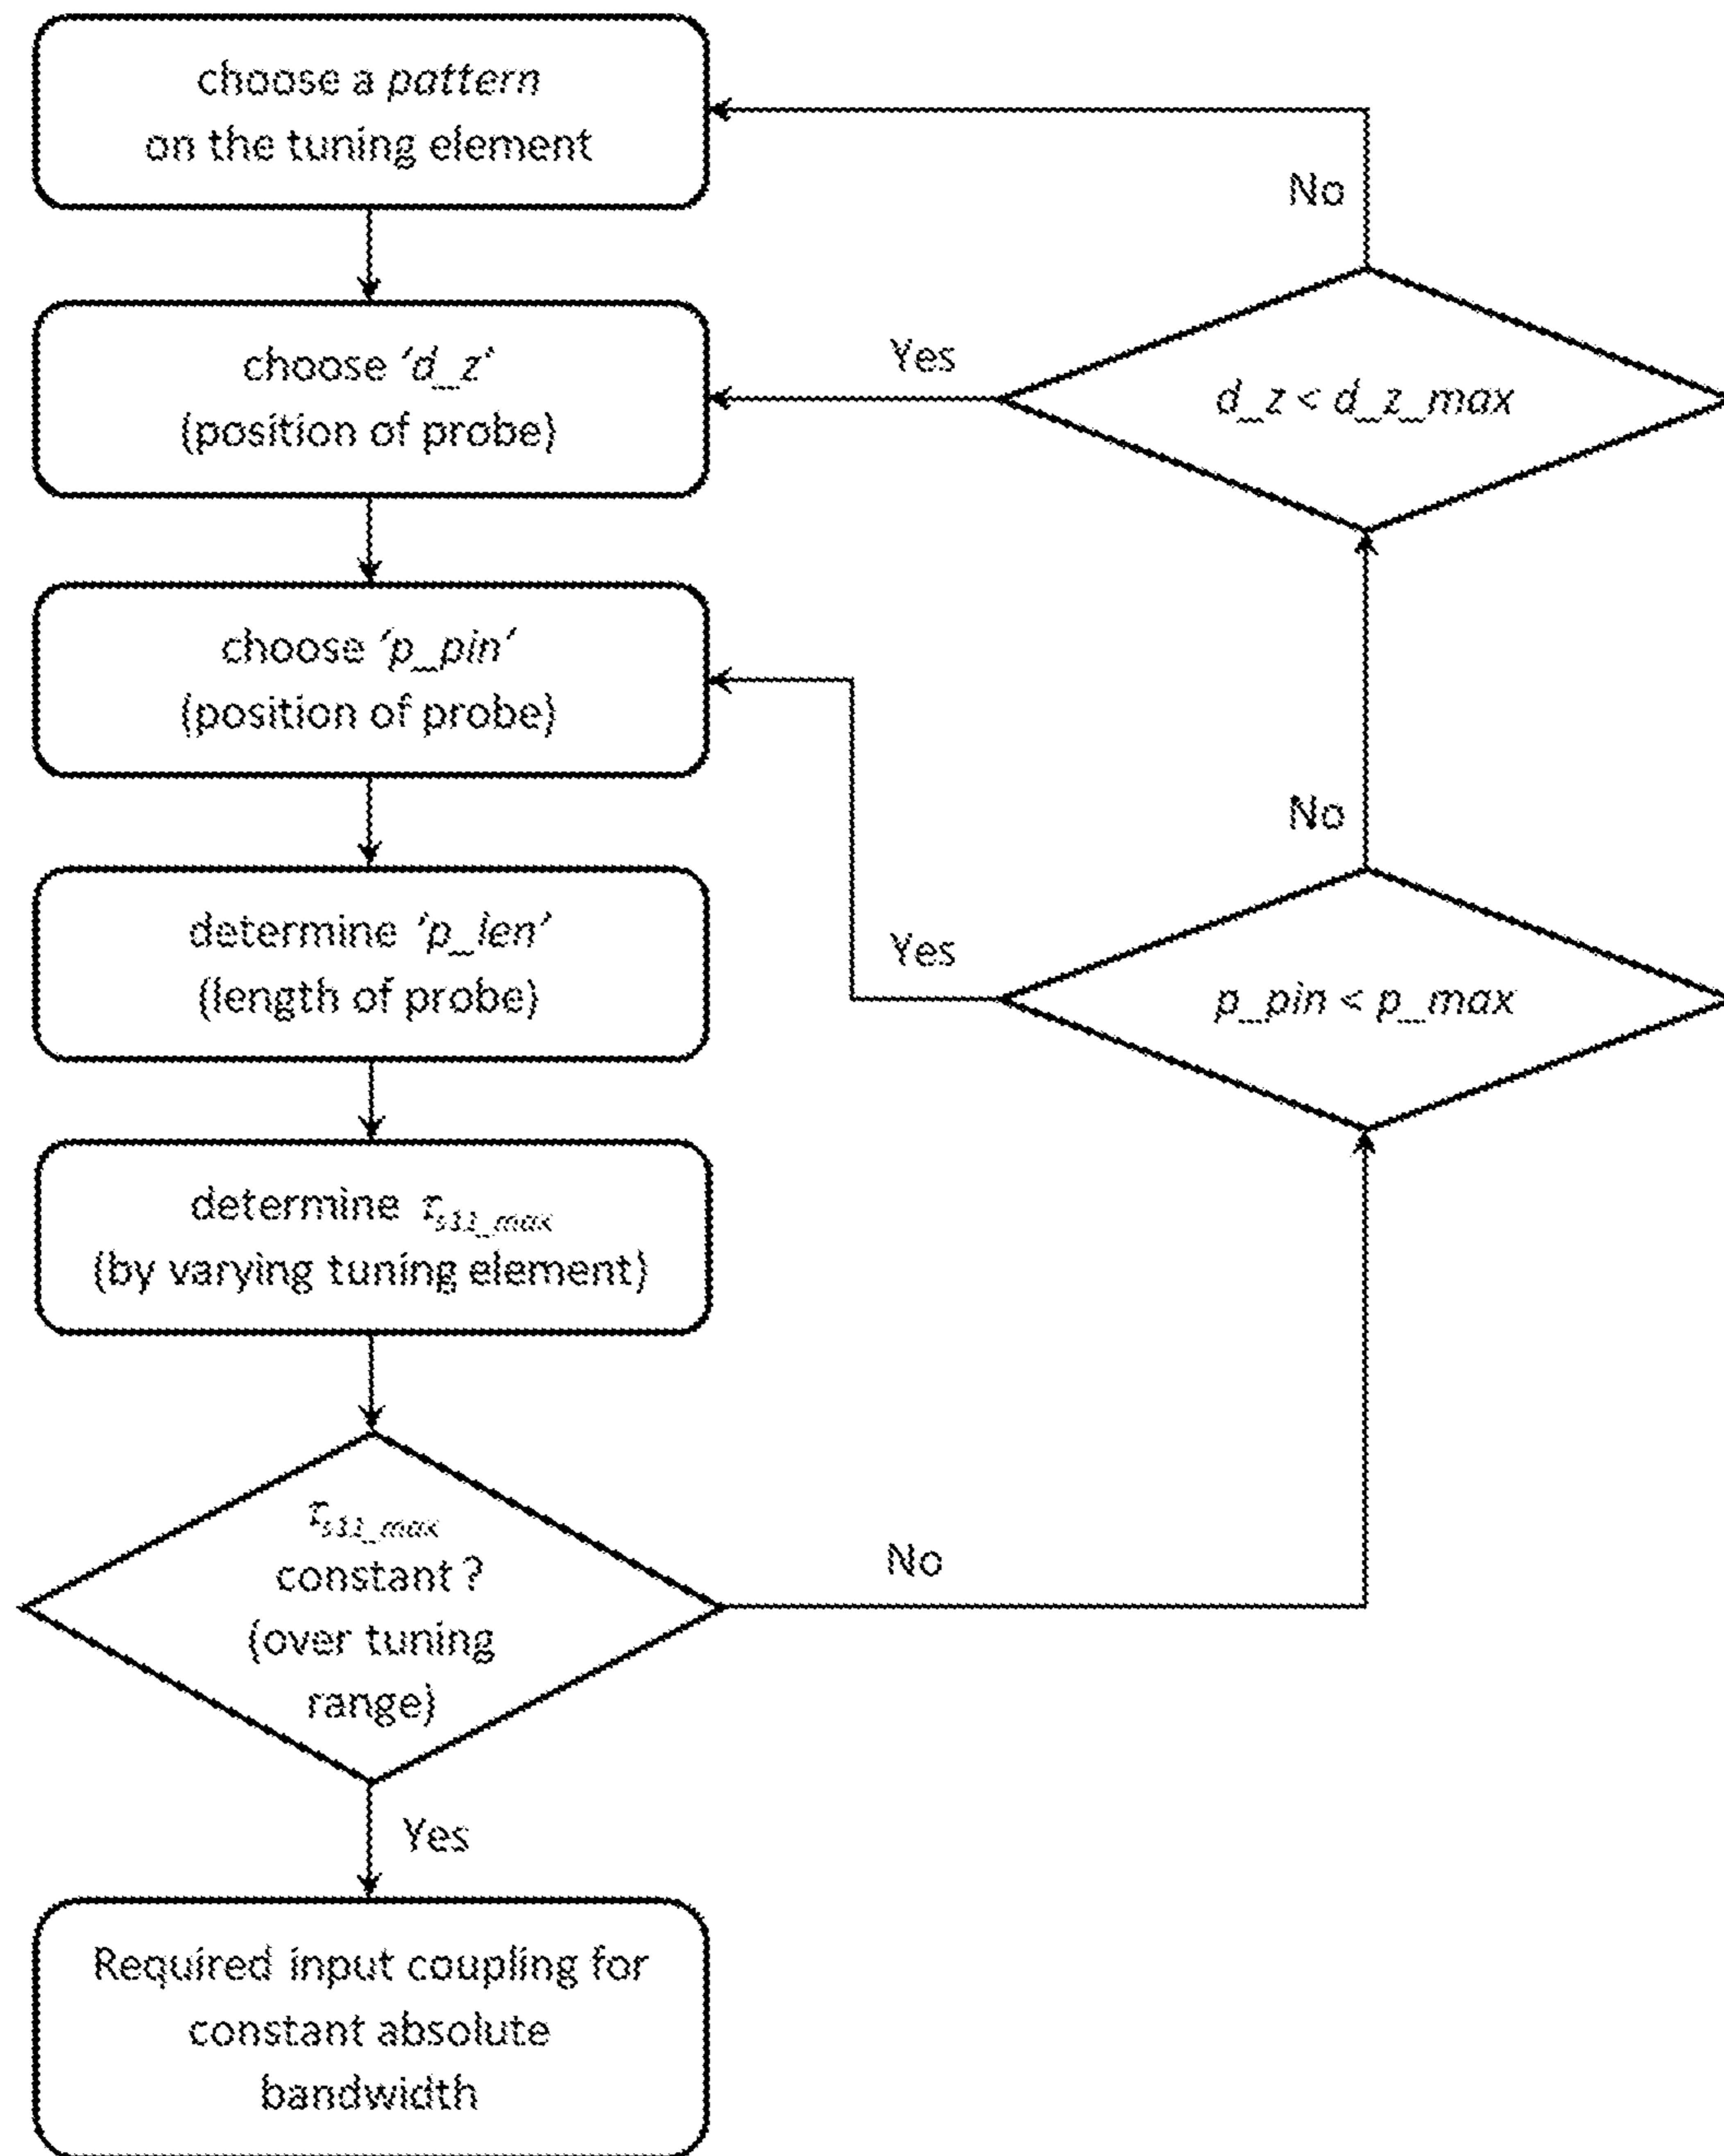 choose a pattern
on the tuning element
No
choose ‘d_z‘
(position of probe)
Yes
d_z < d_z_max
choose ‘p_pin’
(position of probe)
No
determine ‘p_len’
(length of probe)
Yes
p_pin < p_max
determine τs11_max
(by varying tuning element)
τs11_max
constant ?
(over tuning
range)
No
Yes
Required input coupling for
constant absolute
bandwidth